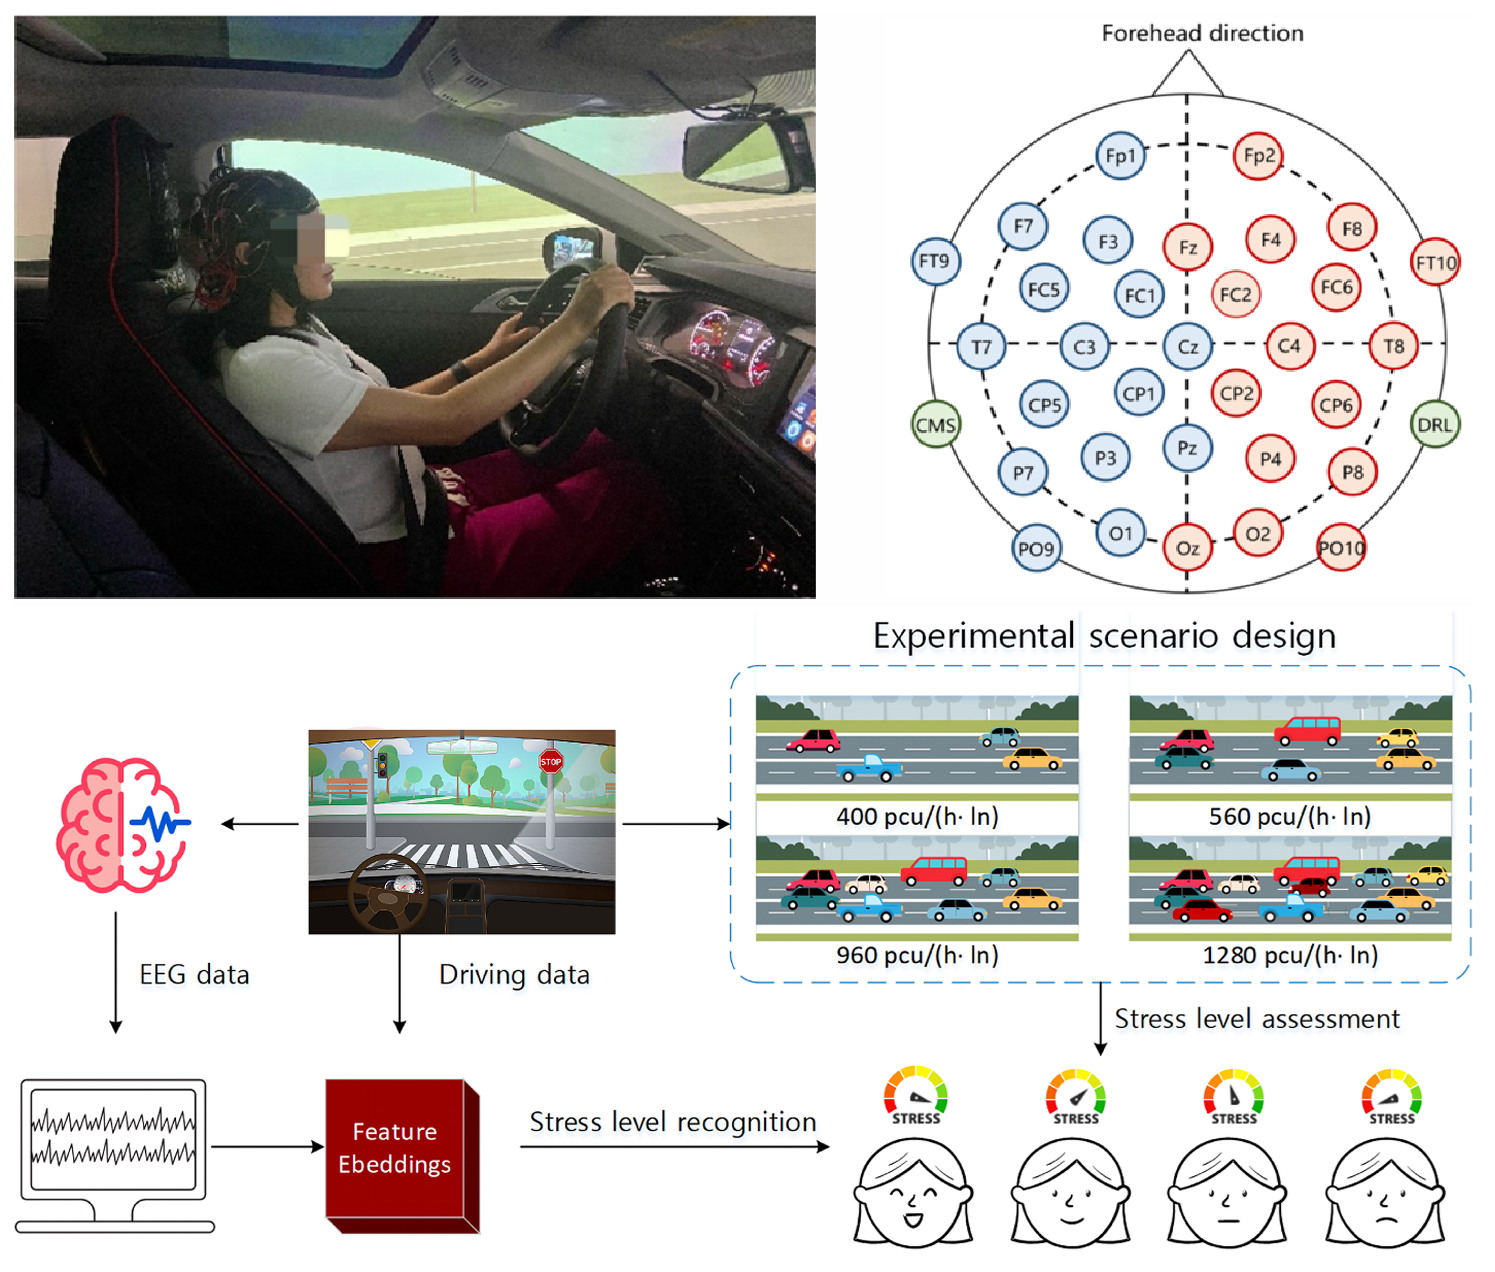 Forehead direction
Fp1
Fp2
F7
F3
Fz
F4
F8
FT9
FT10
FC5
FC1
FC2
FC6
T7
C3
Cz
C4
T8
CP5
CP1
CP2
CP6
CMS
DRL
P7
P3
Pz
P4
P8
PO9
O1
Oz
O2
PO10
Experimental scenario design
STOP
400 pcu/(h· ln)
560 pcu/(h· ln)
960 pcu/(h· ln)
1280 pcu/(h· ln)
EEG data
Driving data
Stress level assessment
Feature
Ebeddings
Stress level recognition
STRESS
STRESS
STRESS
STRESS